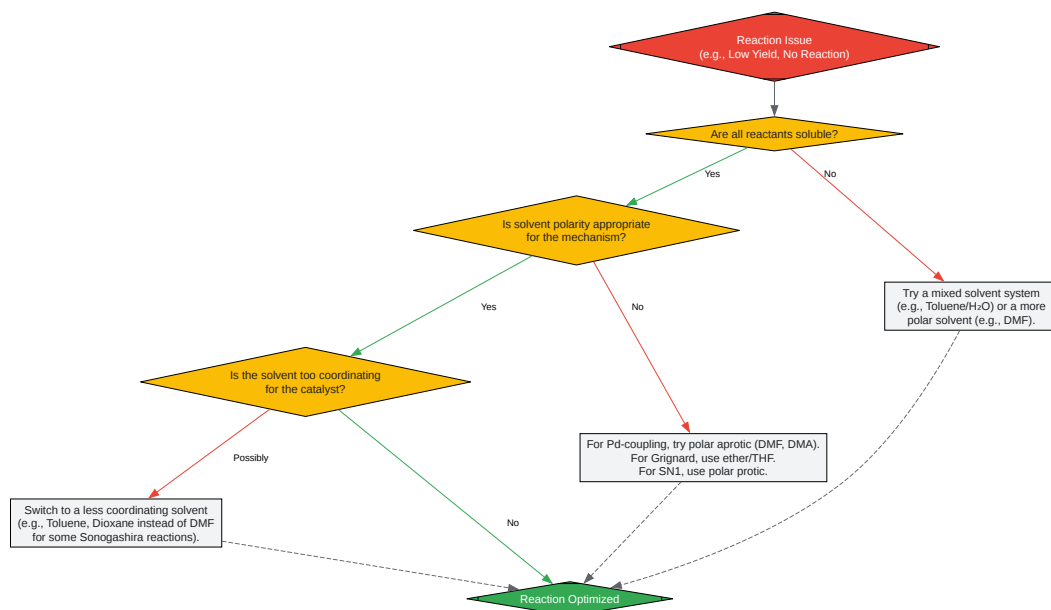 Reaction Issue
(e.g., Low Yield, No Reaction)
Are all reactants soluble?
Yes
No
Is solvent polarity appropriate
for the mechanism?
Try a mixed solvent system
(e.g., Toluene/H₂O) or a more
polar solvent (e.g., DMF).
Yes
No
Is the solvent too coordinating
for the catalyst?
For Pd-coupling, try polar aprotic (DMF, DMA).
For Grignard, use ether/THF.
For SN1, use polar protic.
Possibly
Switch to a less coordinating solvent
(e.g., Toluene, Dioxane instead of DMF
for some Sonogashira reactions).
No
Reaction Optimized